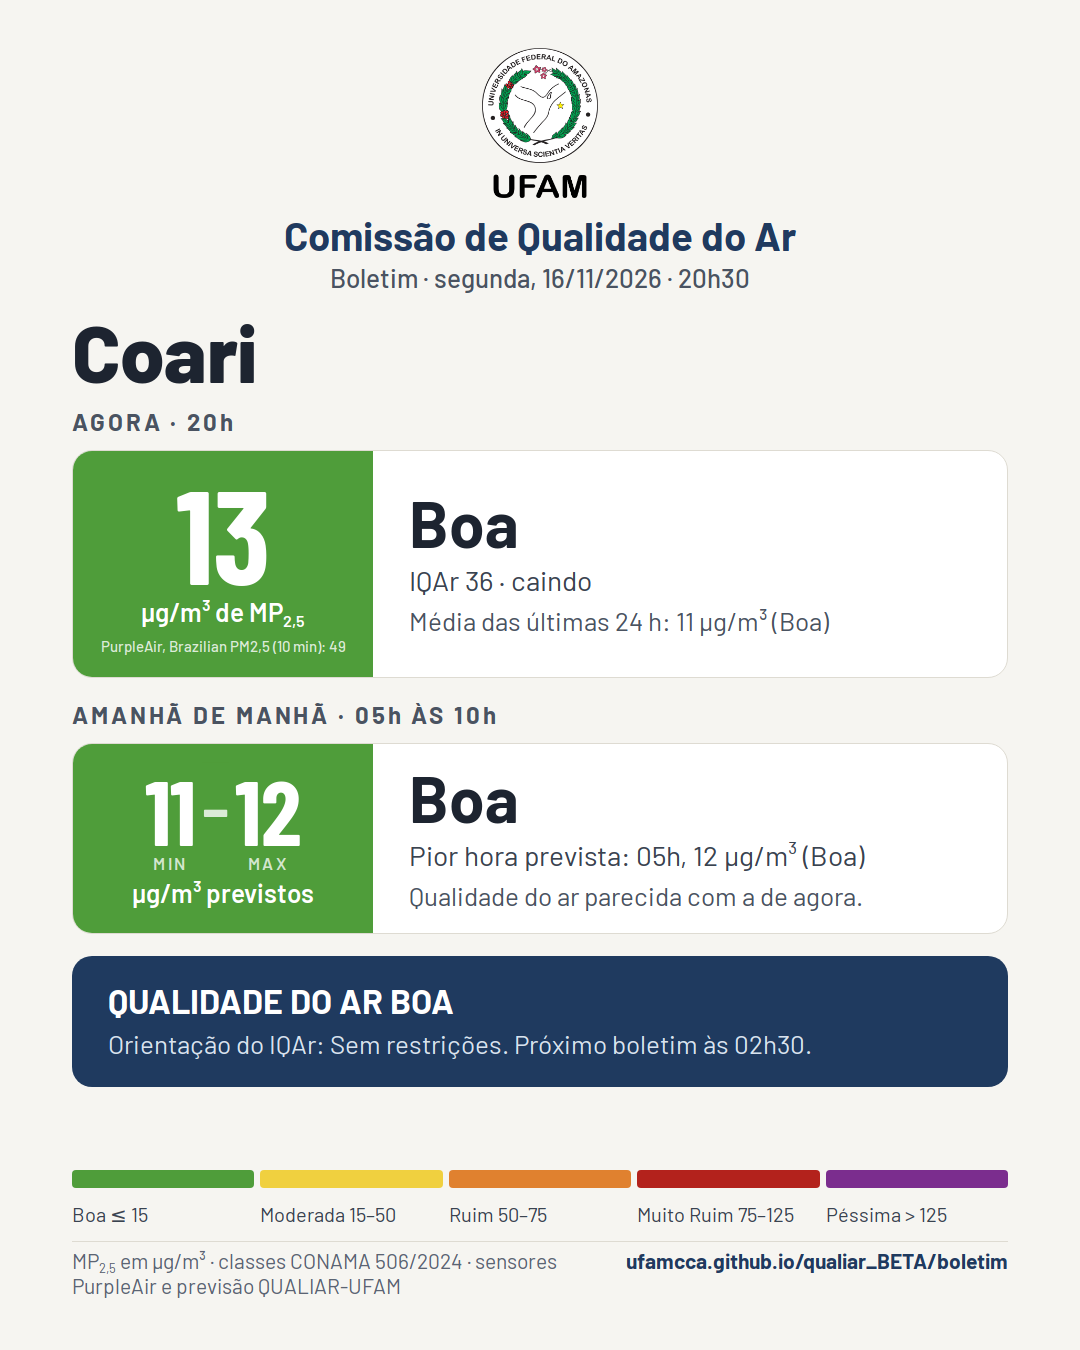 UNIVERSIDADE FEDERAL DO AMAZONAS
IN UNIVERSA SCIENTIA VERITAS
UFAM
Comissão de Qualidade do Ar
Boletim · segunda, 16/11/2026 · 20h30
Coari
AGORA · 20h
13
µg/m³ de MP2,5
PurpleAir, Brazilian PM2,5 (10 min): 49
Boa
IQAr 36 · caindo
Média das últimas 24 h: 11 µg/m³ (Boa)
AMANHÃ DE MANHÃ · 05h ÀS 10h
11 – 12
MIN MAX
µg/m³ previstos
Boa
Pior hora prevista: 05h, 12 µg/m³ (Boa)
Qualidade do ar parecida com a de agora.
QUALIDADE DO AR BOA
Orientação do IQAr: Sem restrições. Próximo boletim às 02h30.
Boa ≤ 15 Moderada 15–50 Ruim 50–75 Muito Ruim 75–125 Péssima > 125
MP2,5 em µg/m³ · classes CONAMA 506/2024 · sensores
PurpleAir e previsão QUALIAR-UFAM
ufamcca.github.io/qualiar_BETA/boletim